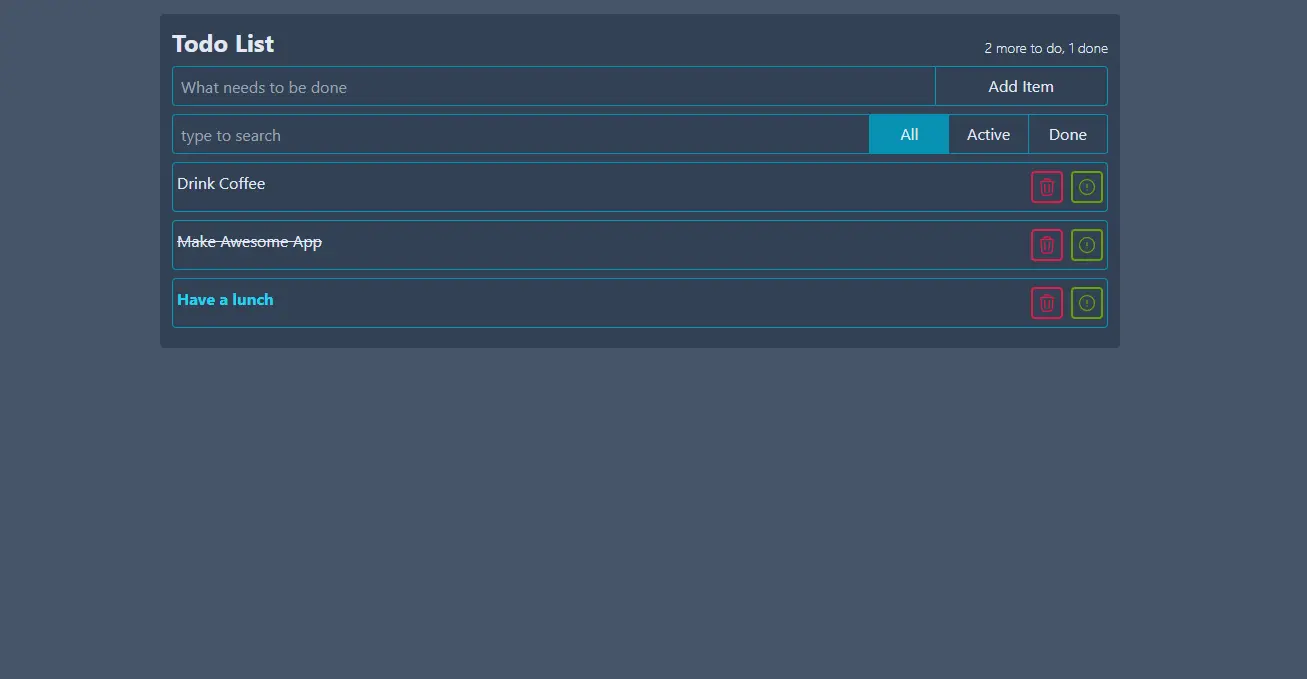 Todo List
2 more to do, 1 done
What needs to be done
Add Item
type to search
All
Active
Done
Drink Coffee
Make Awesome App
Have a lunch